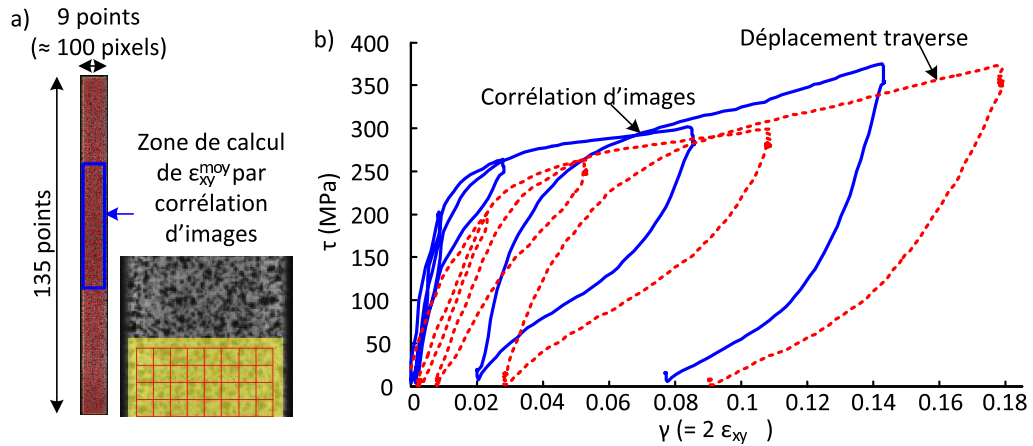 a)
9 points
(≈ 100 pixels)
135 points
Zone de calcul
de εxy^moy par
corrélation
d'images
b)
τ (MPa)
400
350
300
250
200
150
100
50
0
Déplacement traverse
Corrélation d'images
0 0.02 0.04 0.06 0.08 0.1 0.12 0.14 0.16 0.18
γ (= 2 εxy )